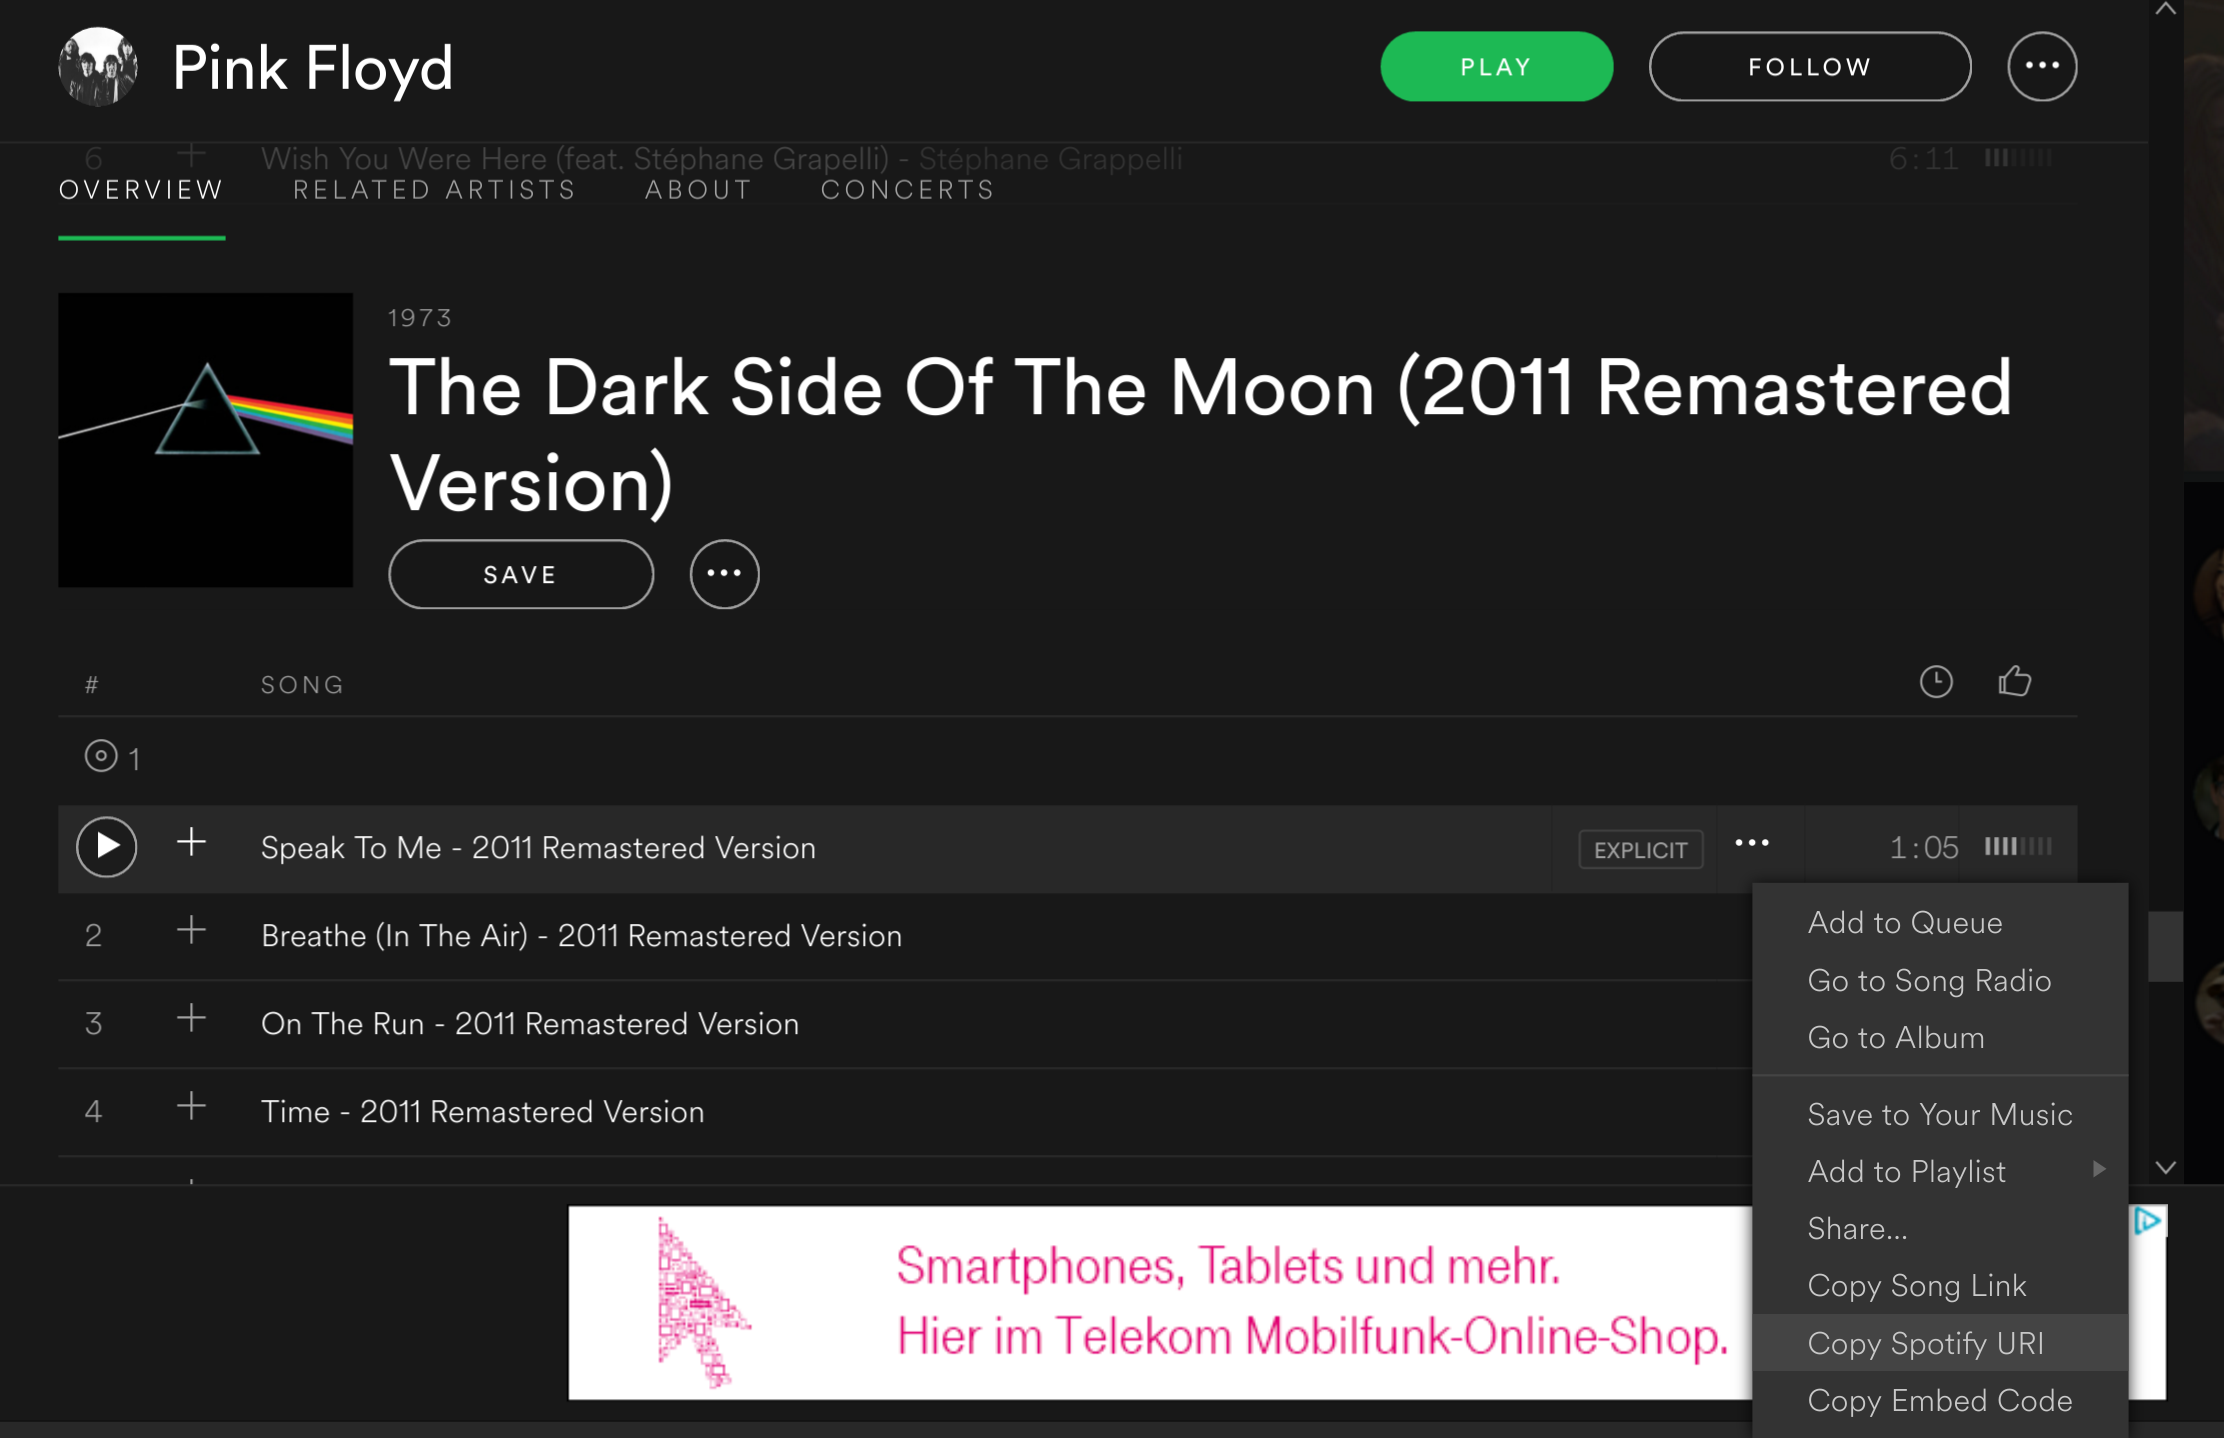 Pink Floyd
PLAY
FOLLOW
6 Wish You Were Here (feat. Stéphane Grapelli) - Stéphane Grappelli 6:11
OVERVIEW RELATED ARTISTS ABOUT CONCERTS
1973
The Dark Side Of The Moon (2011 Remastered
Version)
SAVE
# SONG
1
Speak To Me - 2011 Remastered Version EXPLICIT 1:05
2 Breathe (In The Air) - 2011 Remastered Version
3 On The Run - 2011 Remastered Version
4 Time - 2011 Remastered Version
Add to Queue
Go to Song Radio
Go to Album
Save to Your Music
Add to Playlist
Share...
Copy Song Link
Copy Spotify URI
Copy Embed Code
Smartphones, Tablets und mehr.
Hier im Telekom Mobilfunk-Online-Shop.